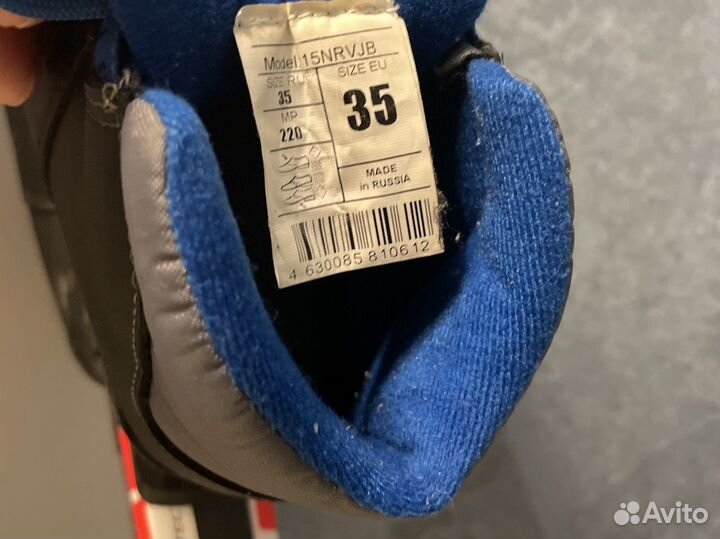 Model 15NRVJB
SIZE RU
35
MP
220
SIZE EU
35
MADE
in RUSSIA
4 630085 810612
Avito